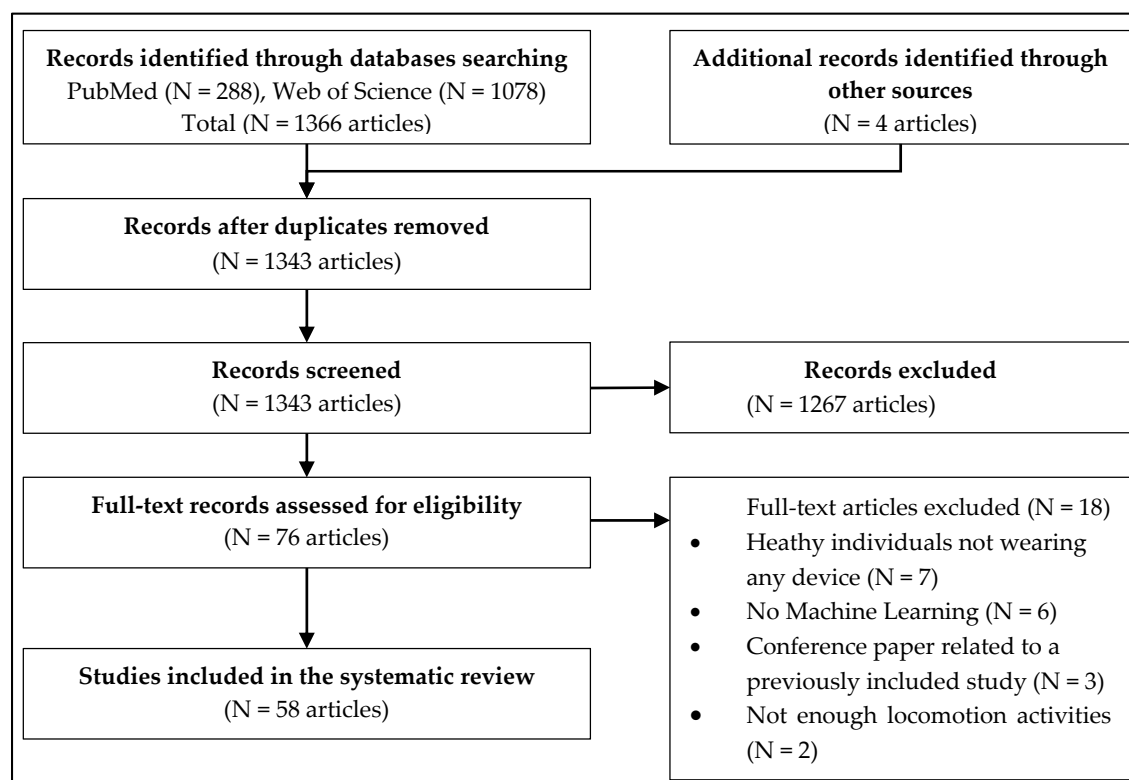 Records identified through databases searching
PubMed (N = 288), Web of Science (N = 1078)
Total (N = 1366 articles)
Additional records identified through
other sources
(N = 4 articles)
Records after duplicates removed
(N = 1343 articles)
Records screened
(N = 1343 articles)
Records excluded
(N = 1267 articles)
Full-text records assessed for eligibility
(N = 76 articles)
Full-text articles excluded (N = 18)
• Heathy individuals not wearing
any device (N = 7)
• No Machine Learning (N = 6)
• Conference paper related to a
previously included study (N = 3)
• Not enough locomotion activities
(N = 2)
Studies included in the systematic review
(N = 58 articles)